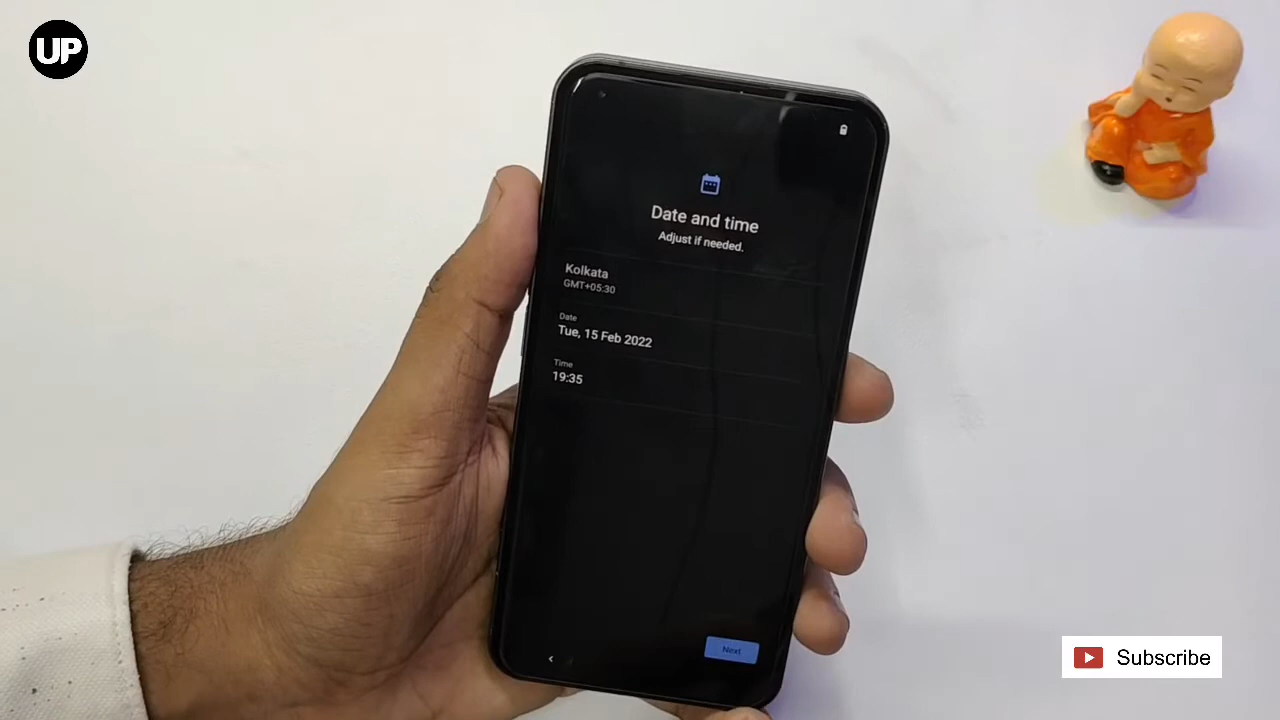 UP
Date and time
Adjust if needed.
Kolkata
GMT+05:30
Date
Tue, 15 Feb 2022
Time
19:35
Next
Subscribe